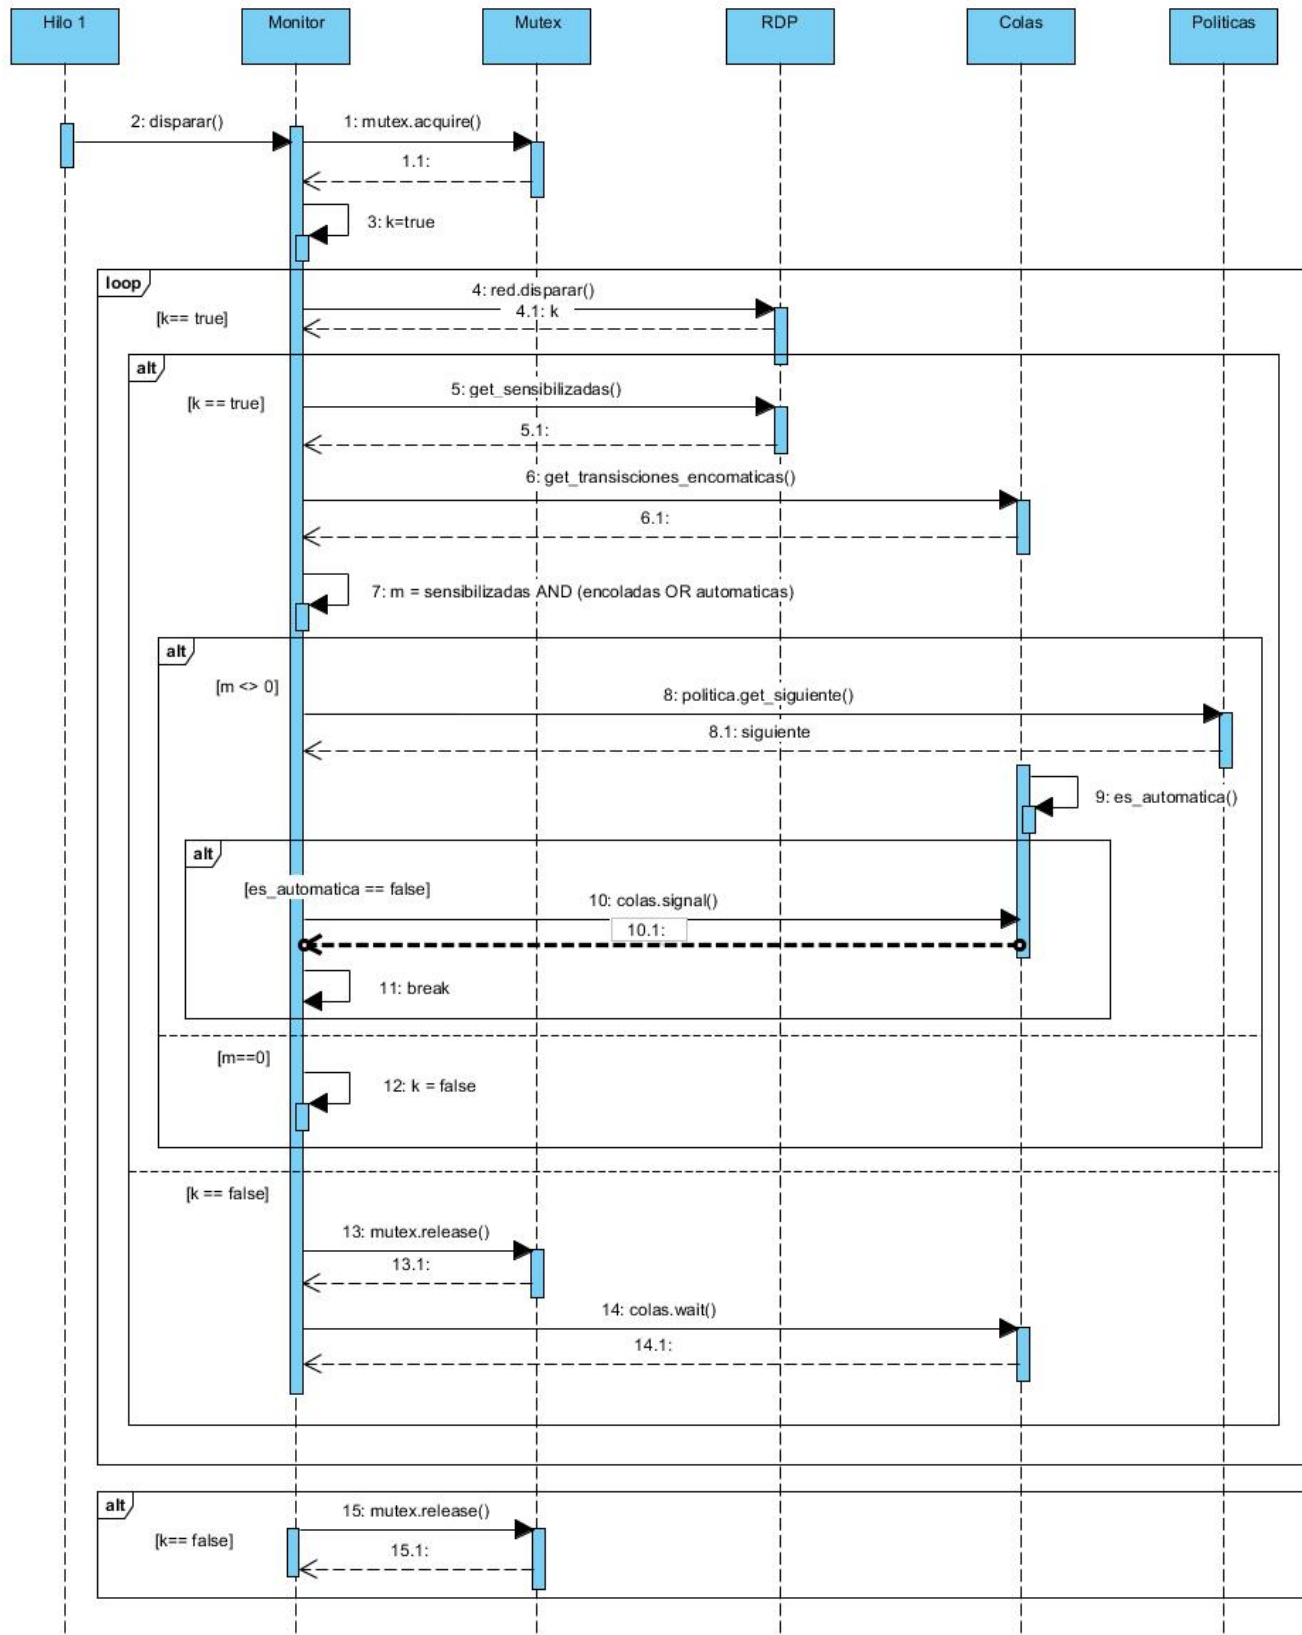 Hilo 1
Monitor
Mutex
RDP
Colas
Politicas
2: disparar()
1: mutex.acquire()
1.1:
3: k=true
loop
[k== true]
4: red.disparar()
4.1: k
alt
[k == true]
5: get_sensibilizadas()
5.1:
6: get_transisciones_encomaticas()
6.1:
7: m = sensibilizadas AND (encoladas OR automaticas)
alt
[m <> 0]
8: politica.get_siguiente()
8.1: siguiente
9: es_automatica()
alt
[es_automatica == false]
10: colas.signal()
10.1:
11: break
[m==0]
12: k = false
[k == false]
13: mutex.release()
13.1:
14: colas.wait()
14.1:
alt
15: mutex.release()
[k== false]
15.1: